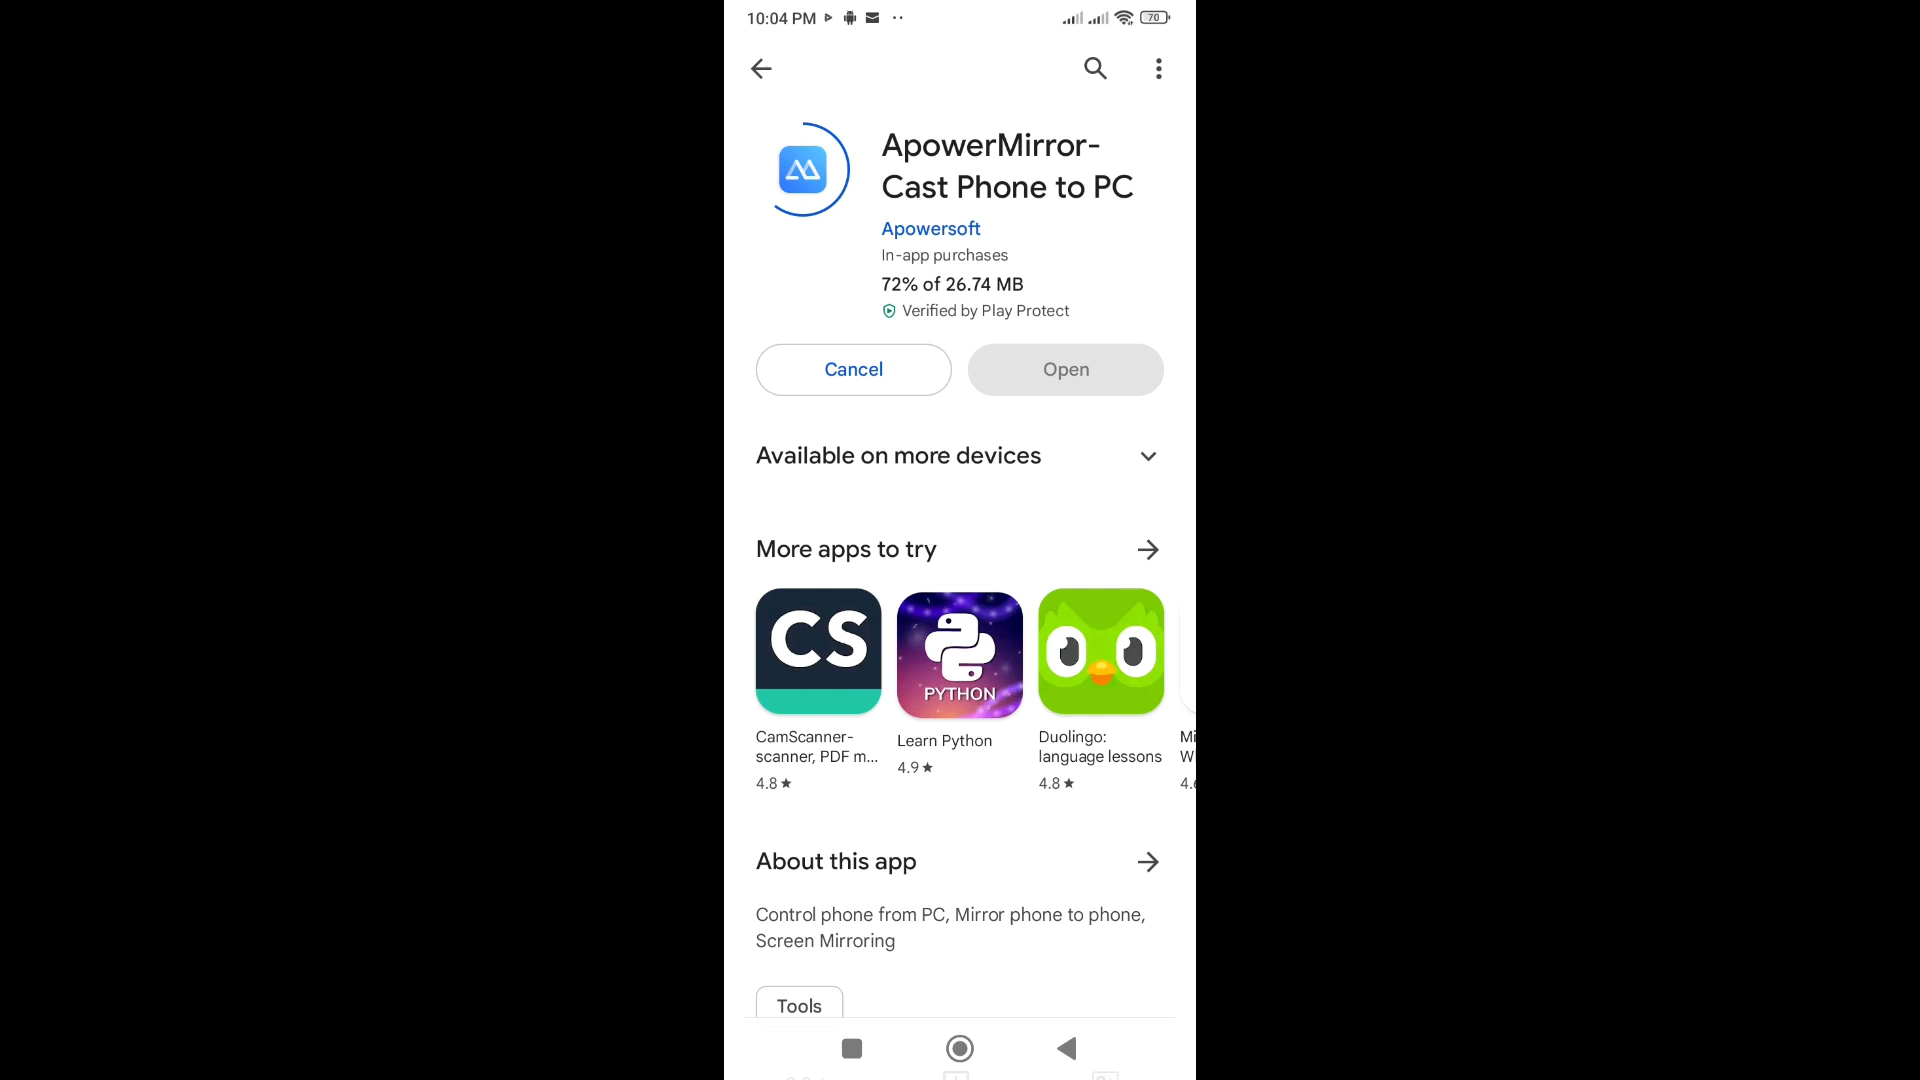 10:04 PM
70
ApowerMirror-
Cast Phone to PC
Apowersoft
In-app purchases
72% of 26.74 MB
Verified by Play Protect
Cancel
Open
Available on more devices
More apps to try
CS
PYTHON
CamScanner-
scanner, PDF m...
4.8
Learn Python
4.9
Duolingo:
language lessons
4.8
Mi
About this app
Control phone from PC, Mirror phone to phone,
Screen Mirroring
Tools